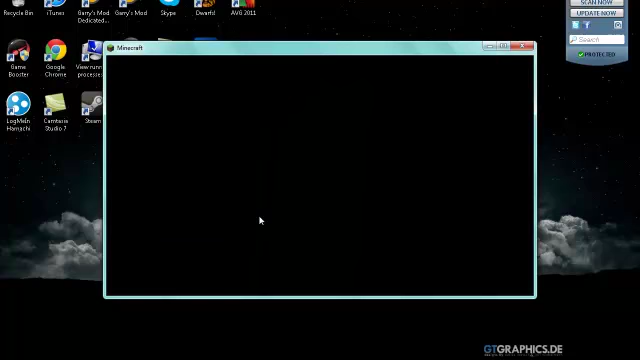 Recycle Bin
iTunes
Garry's Mod Dedicated...
Garry's Mod
Skype
Dwarfs!
AVG 2011
SCAN NOW
UPDATE NOW
Search
PROTECTED
Minecraft
Game Booster
Google Chrome
View runn processes
LogMeIn Hamachi
Camtasia Studio 7
Steam
GTGRAPHICS.DE